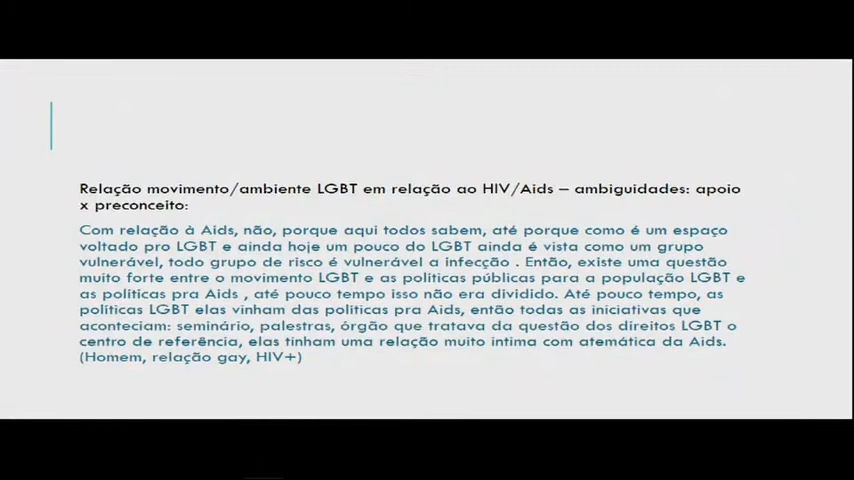 Relação movimento/ambiente LGBT em relação ao HIV/Aids – ambiguidades: apoio
x preconceito:
Com relação à Aids, não, porque aqui todos sabem, até porque como é um espaço
voltado pro LGBT e ainda hoje um pouco do LGBT ainda é vista como um grupo
vulnerável, todo grupo de risco é vulnerável a infecção . Então, existe uma questão
muito forte entre o movimento LGBT e as políticas públicas para a população LGBT e
as políticas pra Aids , até pouco tempo isso não era dividido. Até pouco tempo, as
políticas LGBT elas vinham das políticas pra Aids, então todas as iniciativas que
aconteciam: seminário, palestras, órgão que tratava da questão dos direitos LGBT o
centro de referência, elas tinham uma relação muito intima com atemática da Aids.
(Homem, relação gay, HIV+)